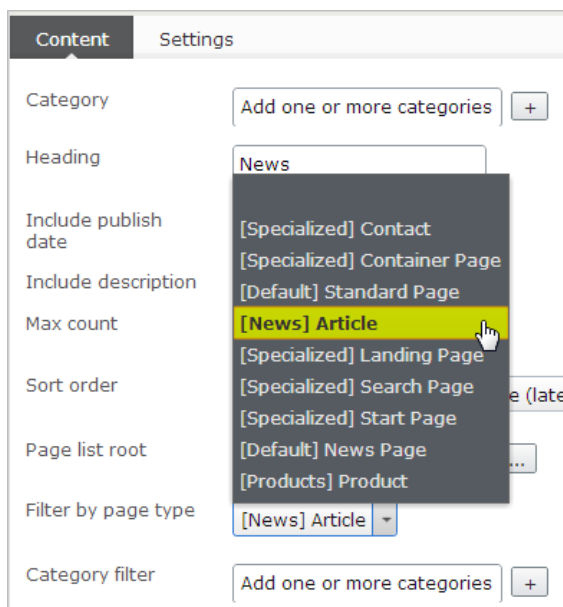 Content Settings
Category Add one or more categories +
Heading News
Include publish
date
[Specialized] Contact
[Specialized] Container Page
Include description [Default] Standard Page
Max count [News] Article
[Specialized] Landing Page
Sort order [Specialized] Search Page e (late
[Specialized] Start Page
Page list root [Default] News Page ...
[Products] Product
Filter by page type [News] Article
Category filter Add one or more categories +